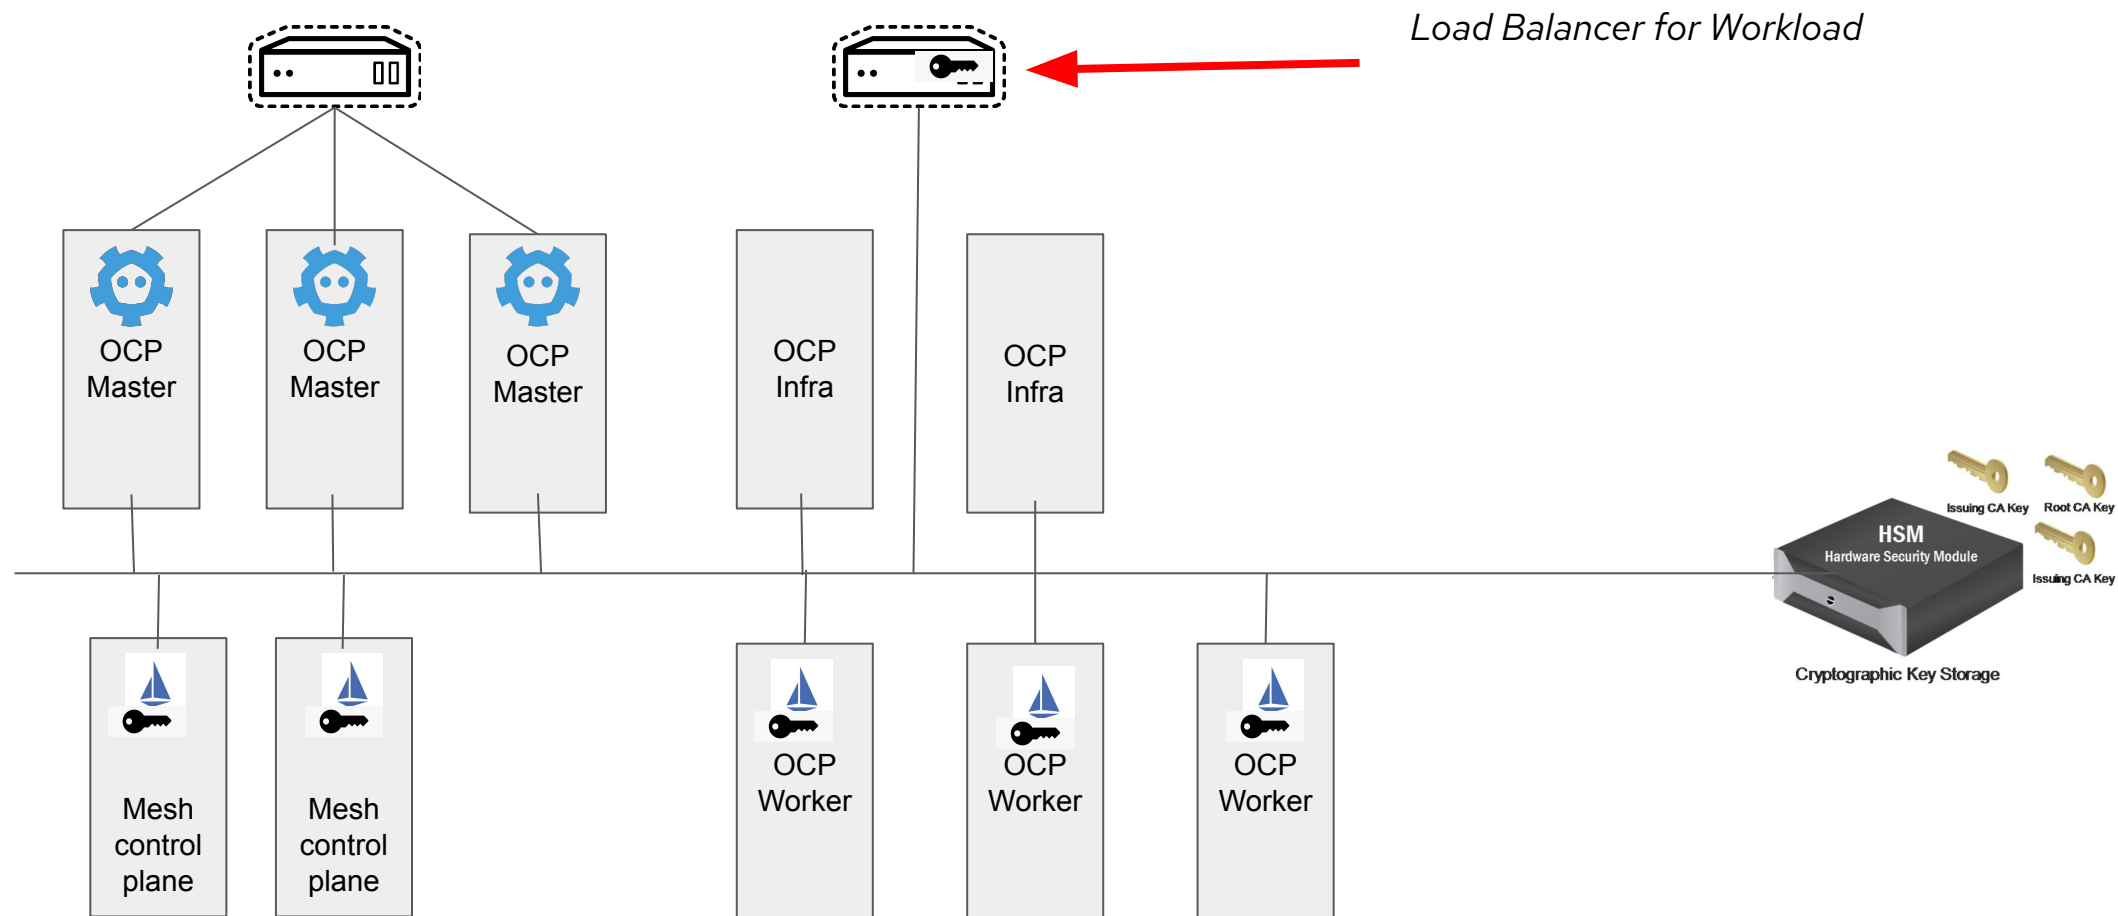 Load Balancer for Workload
OCP
Master
OCP
Master
OCP
Master
OCP
Infra
OCP
Infra
Issuing CA Key
Root CA Key
HSM
Hardware Security Module
Issuing CA Key
Cryptographic Key Storage
Mesh
control
plane
Mesh
control
plane
OCP
Worker
OCP
Worker
OCP
Worker